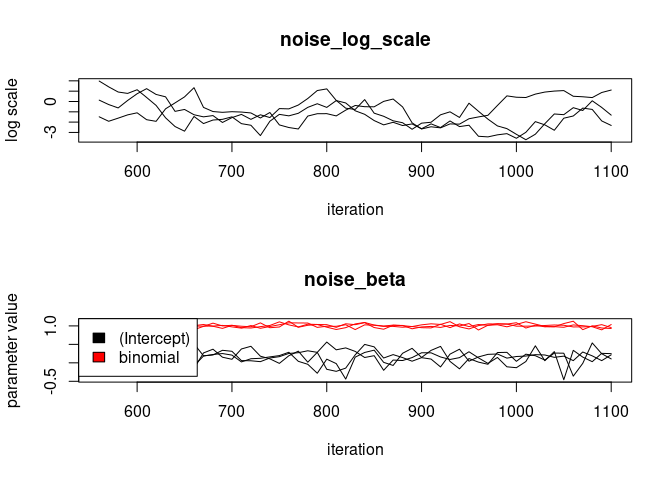 noise_log_scale
log scale
0
-3
600
700
800
900
1000
1100
iteration
noise_beta
parameter value
1.0
-0.5
(Intercept)
binomial
600
700
800
900
1000
1100
iteration